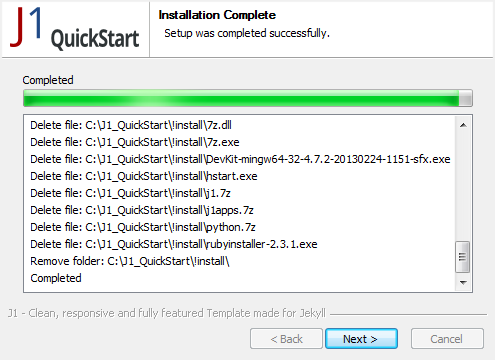 J1 QuickStart
Installation Complete
Setup was completed successfully.
Completed
Delete file: C:\J1_QuickStart\!install\7z.dll
Delete file: C:\J1_QuickStart\!install\7z.exe
Delete file: C:\J1_QuickStart\!install\DevKit-mingw64-32-4.7.2-20130224-1151-sfx.exe
Delete file: C:\J1_QuickStart\!install\hstart.exe
Delete file: C:\J1_QuickStart\!install\j1.7z
Delete file: C:\J1_QuickStart\!install\j1apps.7z
Delete file: C:\J1_QuickStart\!install\python.7z
Delete file: C:\J1_QuickStart\!install\rubyinstaller-2.3.1.exe
Remove folder: C:\J1_QuickStart\!install\
Completed
J1 - Clean, responsive and fully featured Template made for Jekyll
< Back
Next >
Cancel